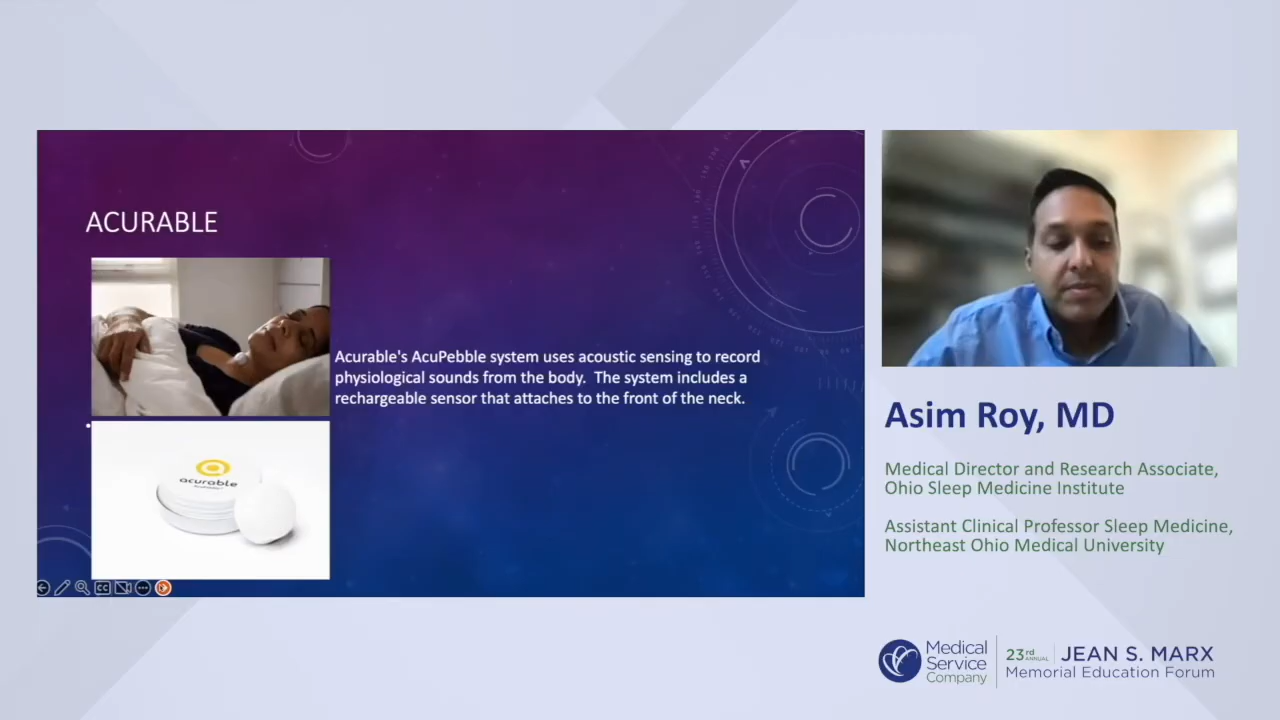 ACURABLE
Acurable's AcuPebble system uses acoustic sensing to record
physiological sounds from the body.  The system includes a
rechargeable sensor that attaches to the front of the neck.
acurable
CC
Asim Roy, MD
Medical Director and Research Associate,
Ohio Sleep Medicine Institute
Assistant Clinical Professor Sleep Medicine,
Northeast Ohio Medical University
Medical
Service
Company
23rd ANNUAL JEAN S. MARX
Memorial Education Forum